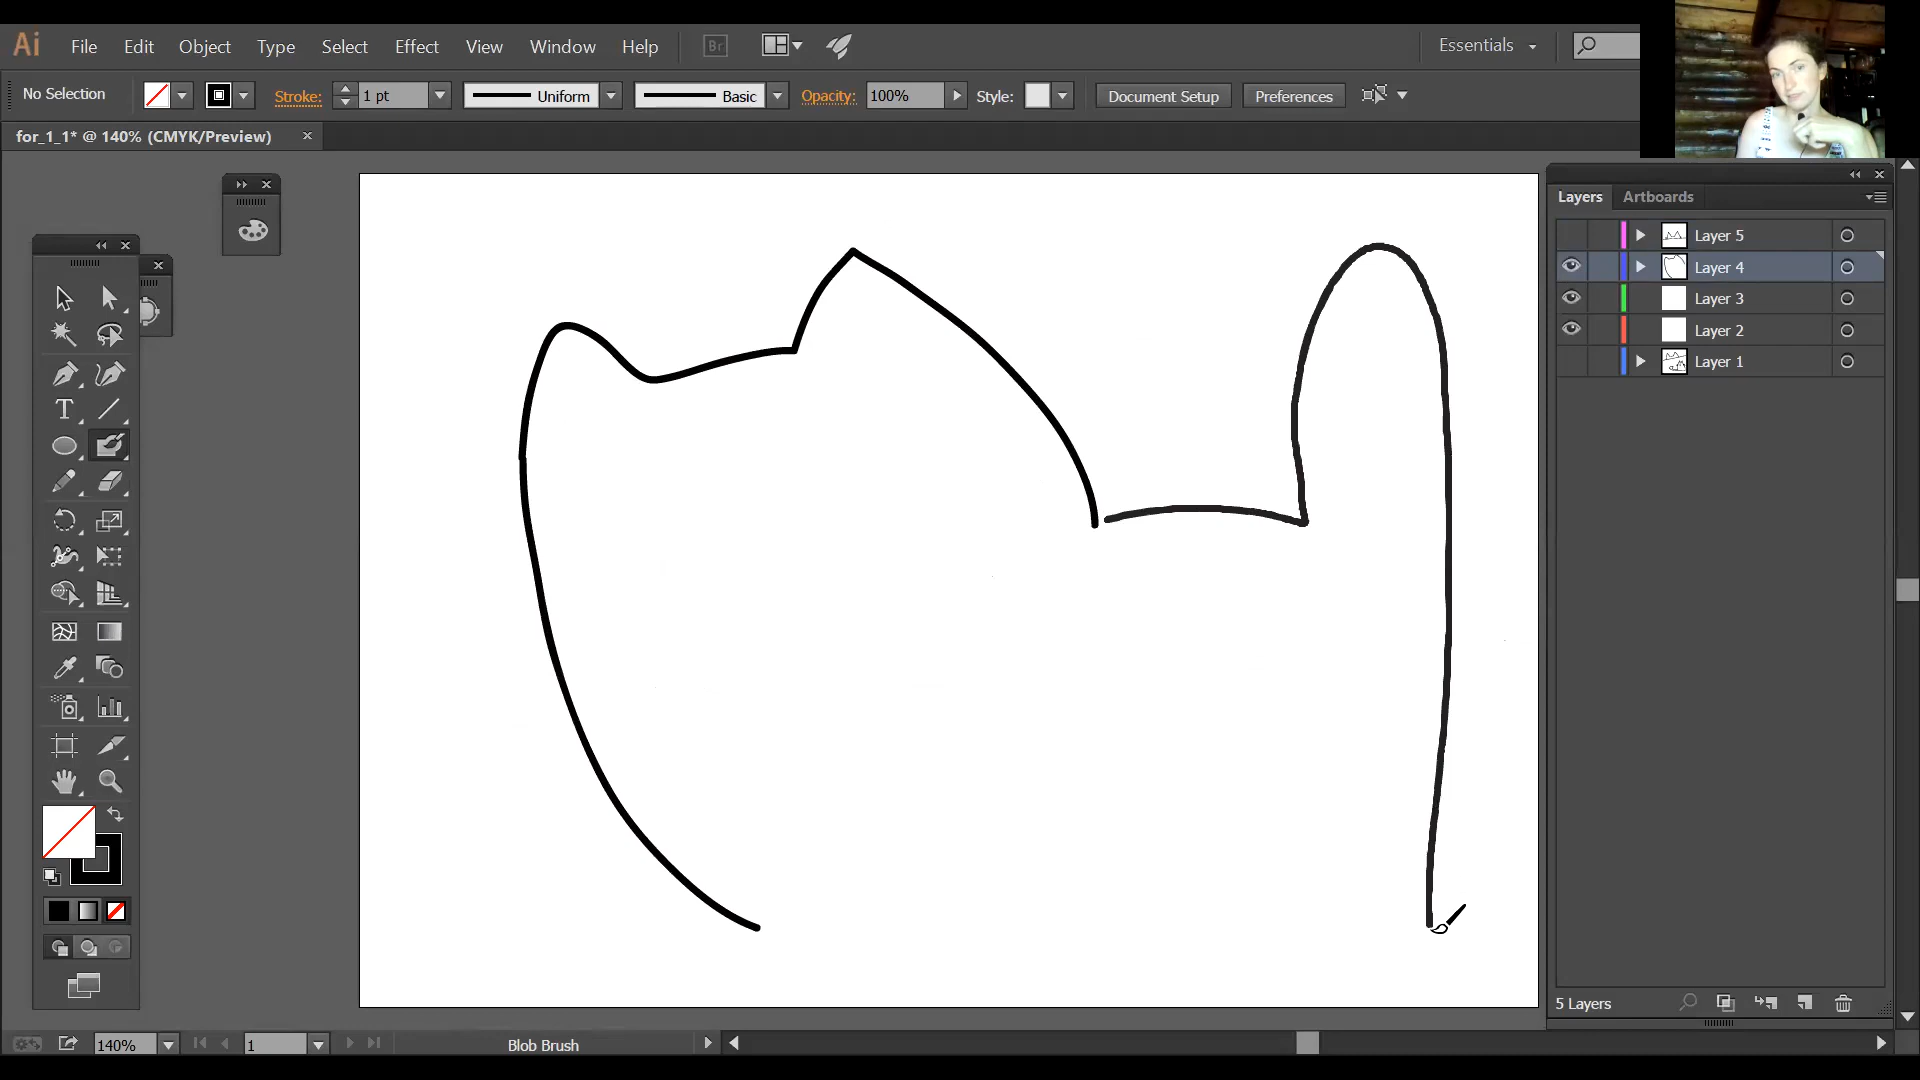 Ai File Edit Object Type Select Effect View Window Help Br Essentials
No Selection Stroke: 1 pt Uniform Basic Opacity: 100% Style: Document Setup Preferences
for_1_1* @ 140% (CMYK/Preview)
Layers Artboards
Layer 5
Layer 4
Layer 3
Layer 2
Layer 1
T
5 Layers
140% 1 Blob Brush